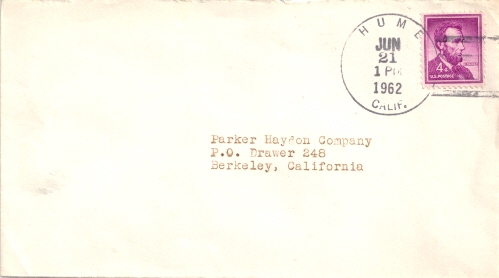 HUME
JUN
21
1 PM
1962
CALIF.
4¢
U.S. POSTAGE
Parker Haydon Company
P.O. Drawer 248
Berkeley, California